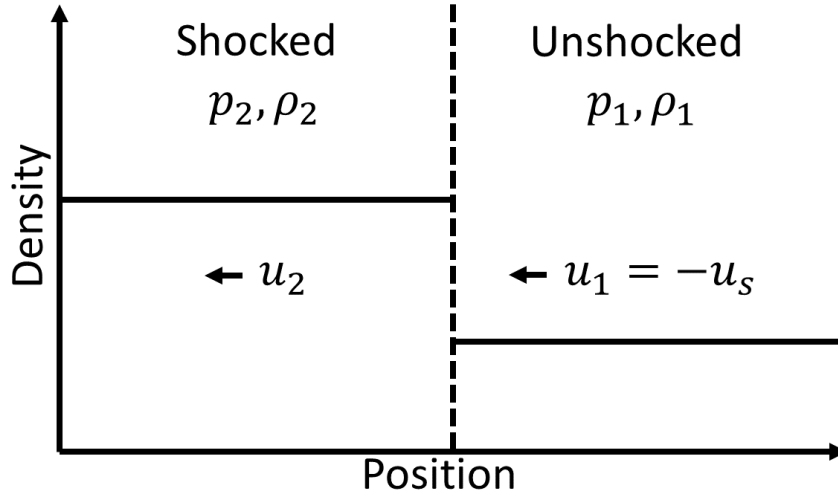 Shocked
Unshocked
p₂, ρ₂
p₁, ρ₁
Density
u₂
u₁ = −uₛ
Position